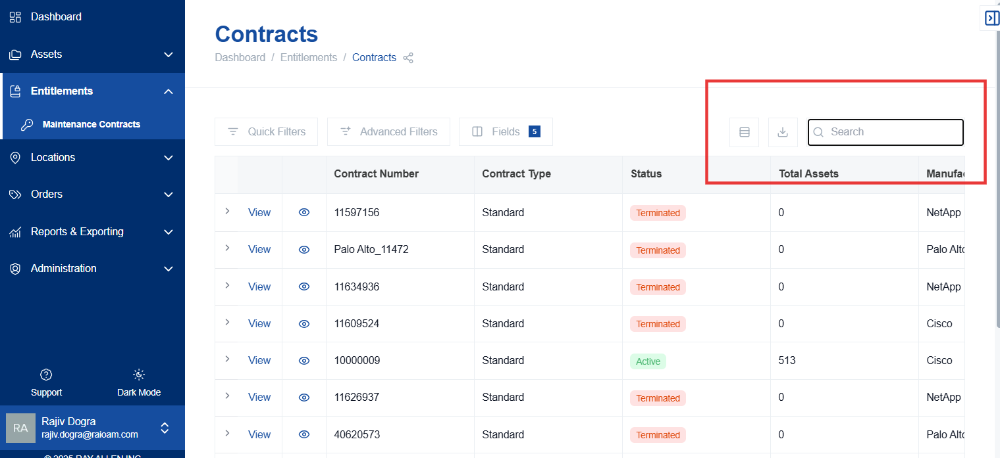 Dashboard
Assets
Entitlements
Maintenance Contracts
Locations
Orders
Reports & Exporting
Administration
Support Dark Mode
RA
Rajiv Dogra
rajiv.dogra@raioam.com
© 2025 RAY ALLEN INC
Contracts
Dashboard / Entitlements / Contracts
Quick Filters Advanced Filters Fields 5 Search
Contract Number Contract Type Status Total Assets Manufac
View 11597156 Standard Terminated 0 NetApp
View Palo Alto_11472 Standard Terminated 0 Palo Alto
View 11634936 Standard Terminated 0 NetApp
View 11609524 Standard Terminated 0 Cisco
View 10000009 Standard Active 513 Cisco
View 11626937 Standard Terminated 0 NetApp
View 40620573 Standard Terminated 0 Palo Alto